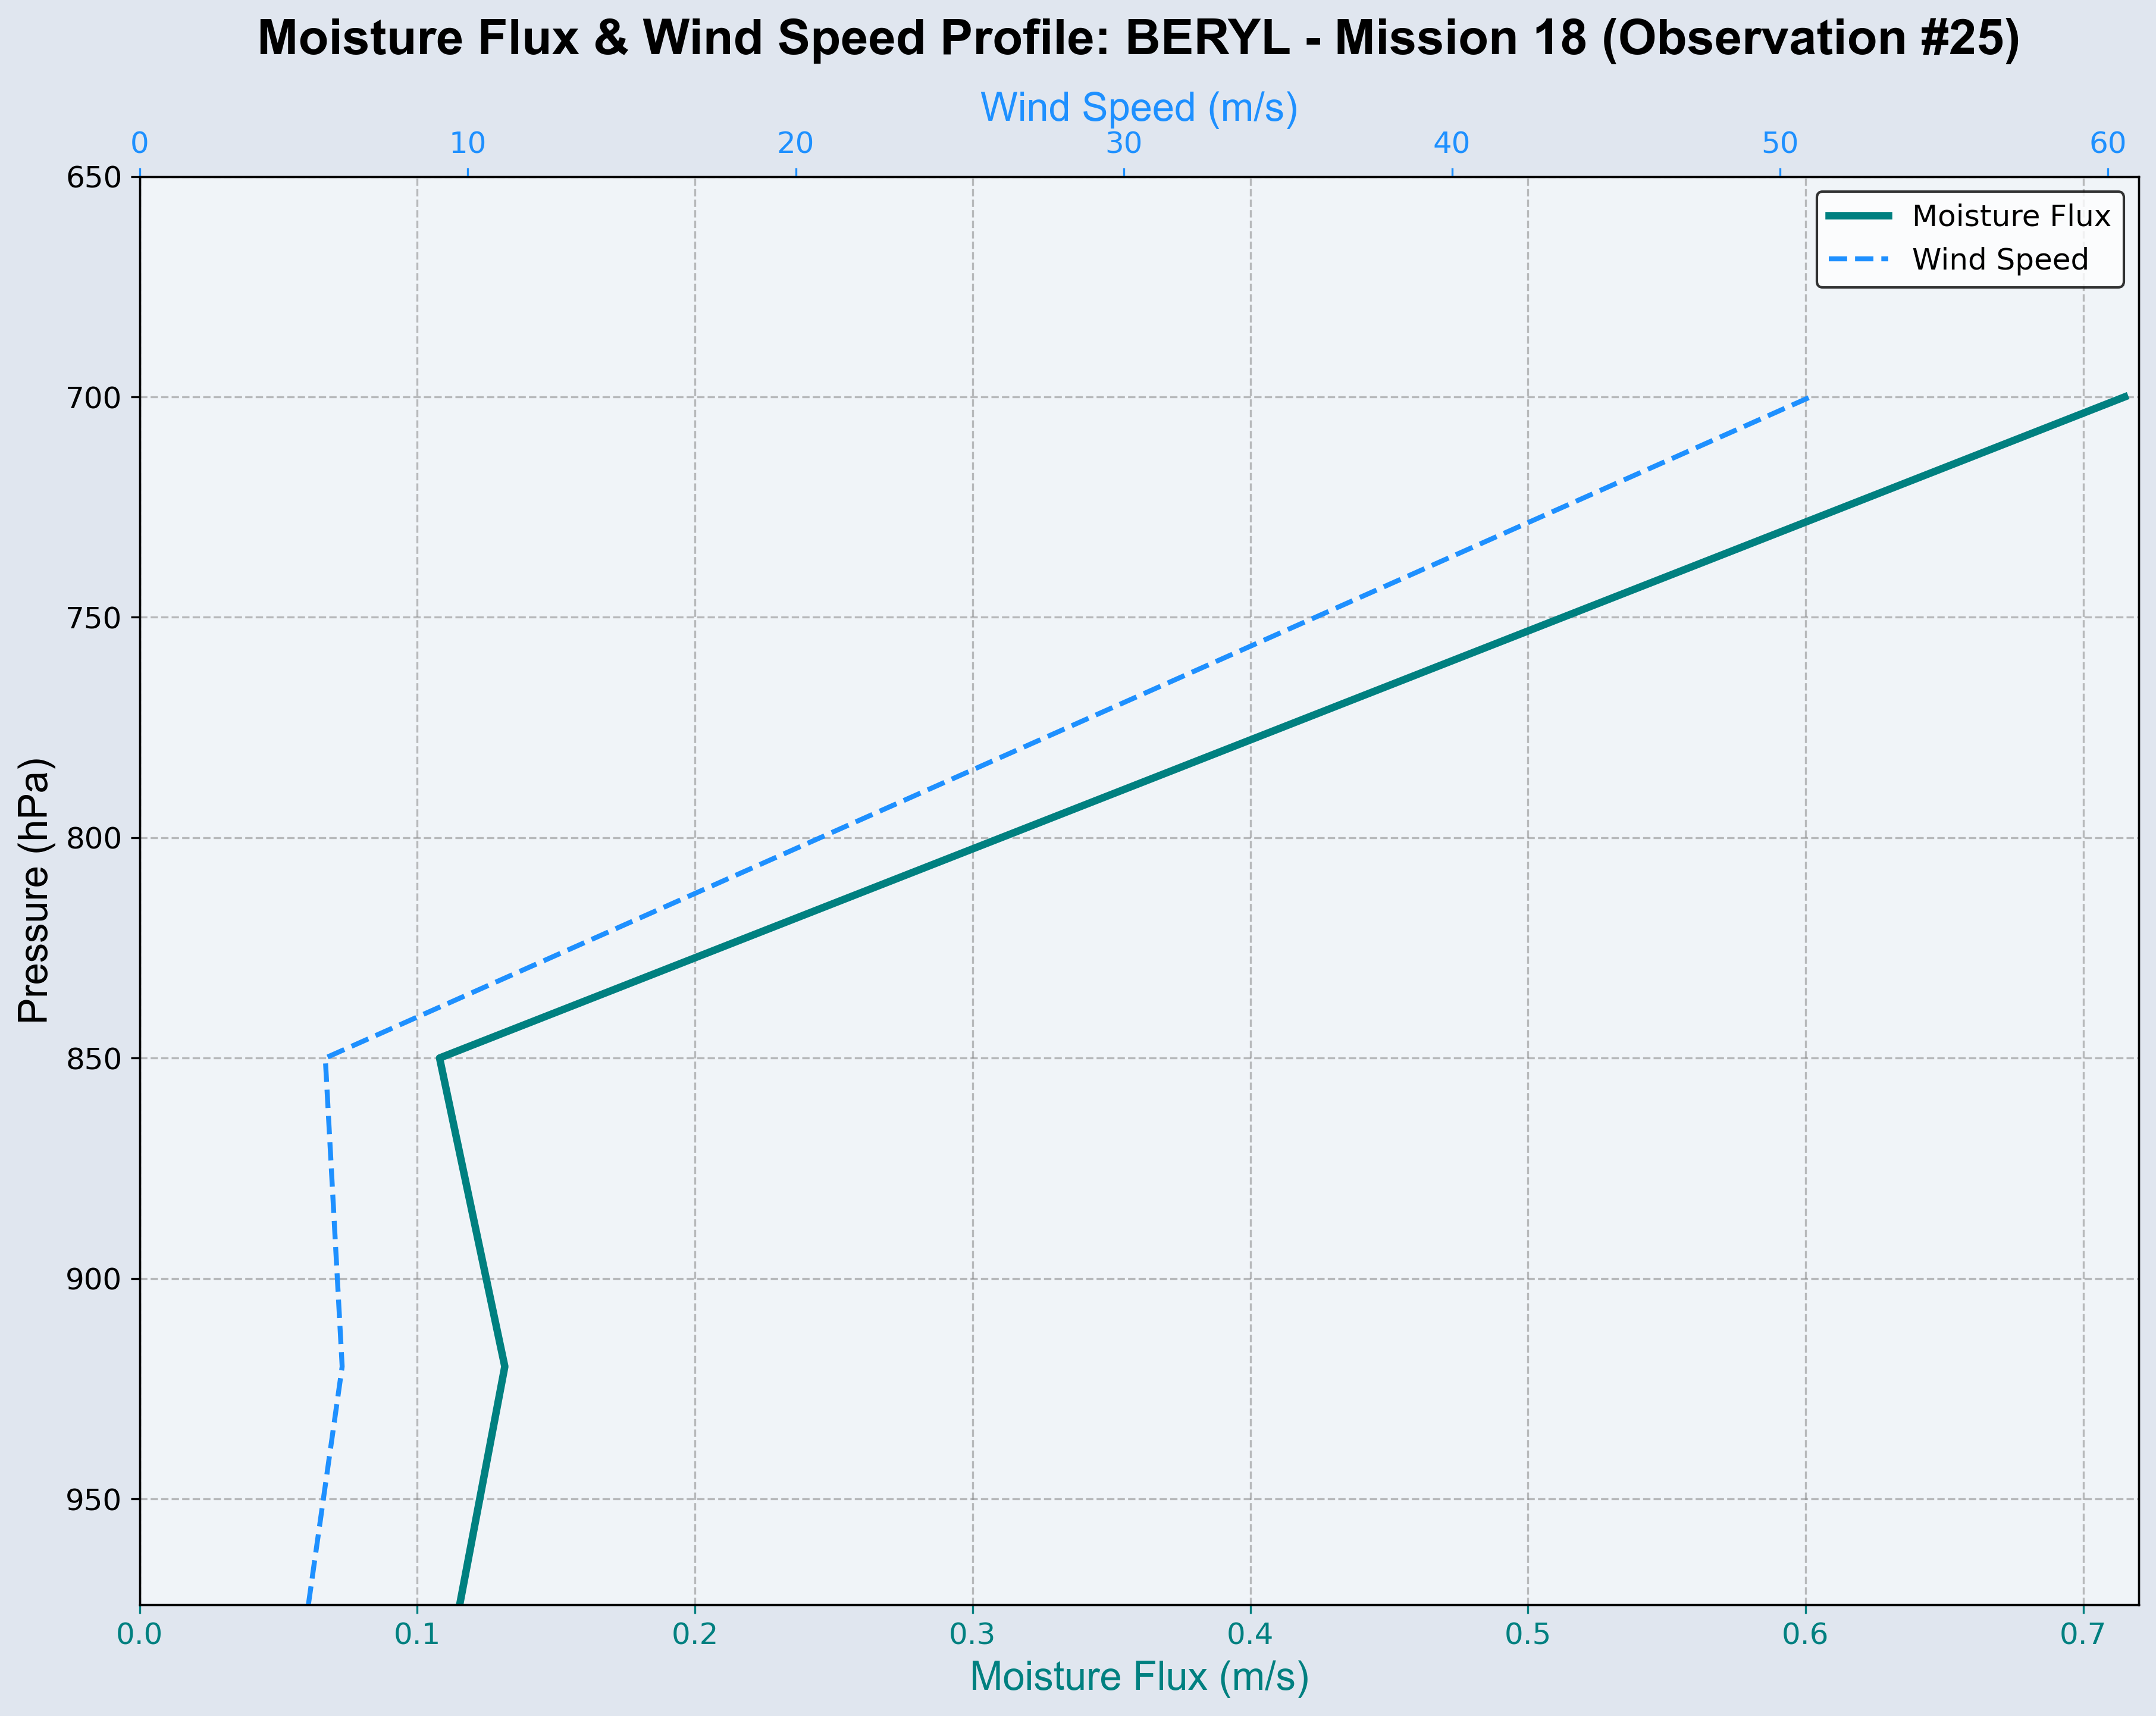 Moisture Flux & Wind Speed Profile: BERYL - Mission 18 (Observation #25)
Wind Speed (m/s)
0 10 20 30 40 50 60
Moisture Flux
Wind Speed
Pressure (hPa)
650
700
750
800
850
900
950
0.0 0.1 0.2 0.3 0.4 0.5 0.6 0.7
Moisture Flux (m/s)